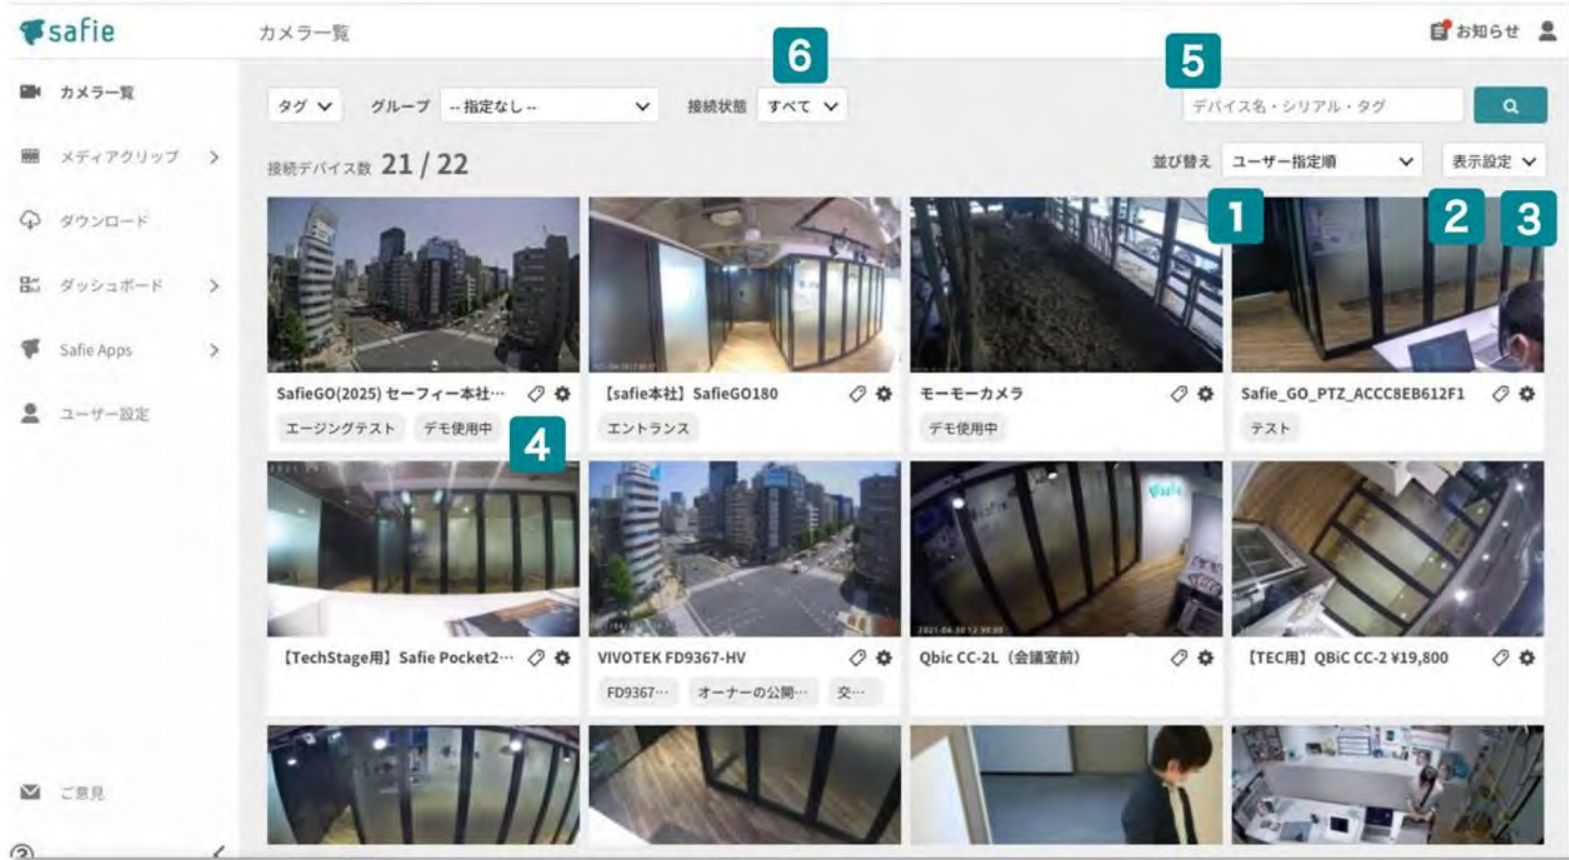 safie
カメラ一覧
お知らせ
6
5
カメラ一覧
タグ
グループ
-- 指定なし --
接続状態
すべて
デバイス名・シリアル・タグ
メディアクリップ
接続デバイス数 21 / 22
並び替え
ユーザー指定順
表示設定
1
2
3
ダウンロード
ダッシュボード
Safie Apps
ユーザー設定
SafieGO(2025) セーフィー本社…
【safie本社】SafieGO180
モーモーカメラ
Safie_GO_PTZ_ACCC8EB612F1
エージングテスト
デモ使用中
4
エントランス
デモ使用中
テスト
safie
2021-04-30 12:30:30
【TechStage用】Safie Pocket2…
VIVOTEK FD9367-HV
Qbic CC-2L（会議室前）
【TEC用】QBiC CC-2 ¥19,800
FD9367…
オーナーの公開…
交…
ご意見
?